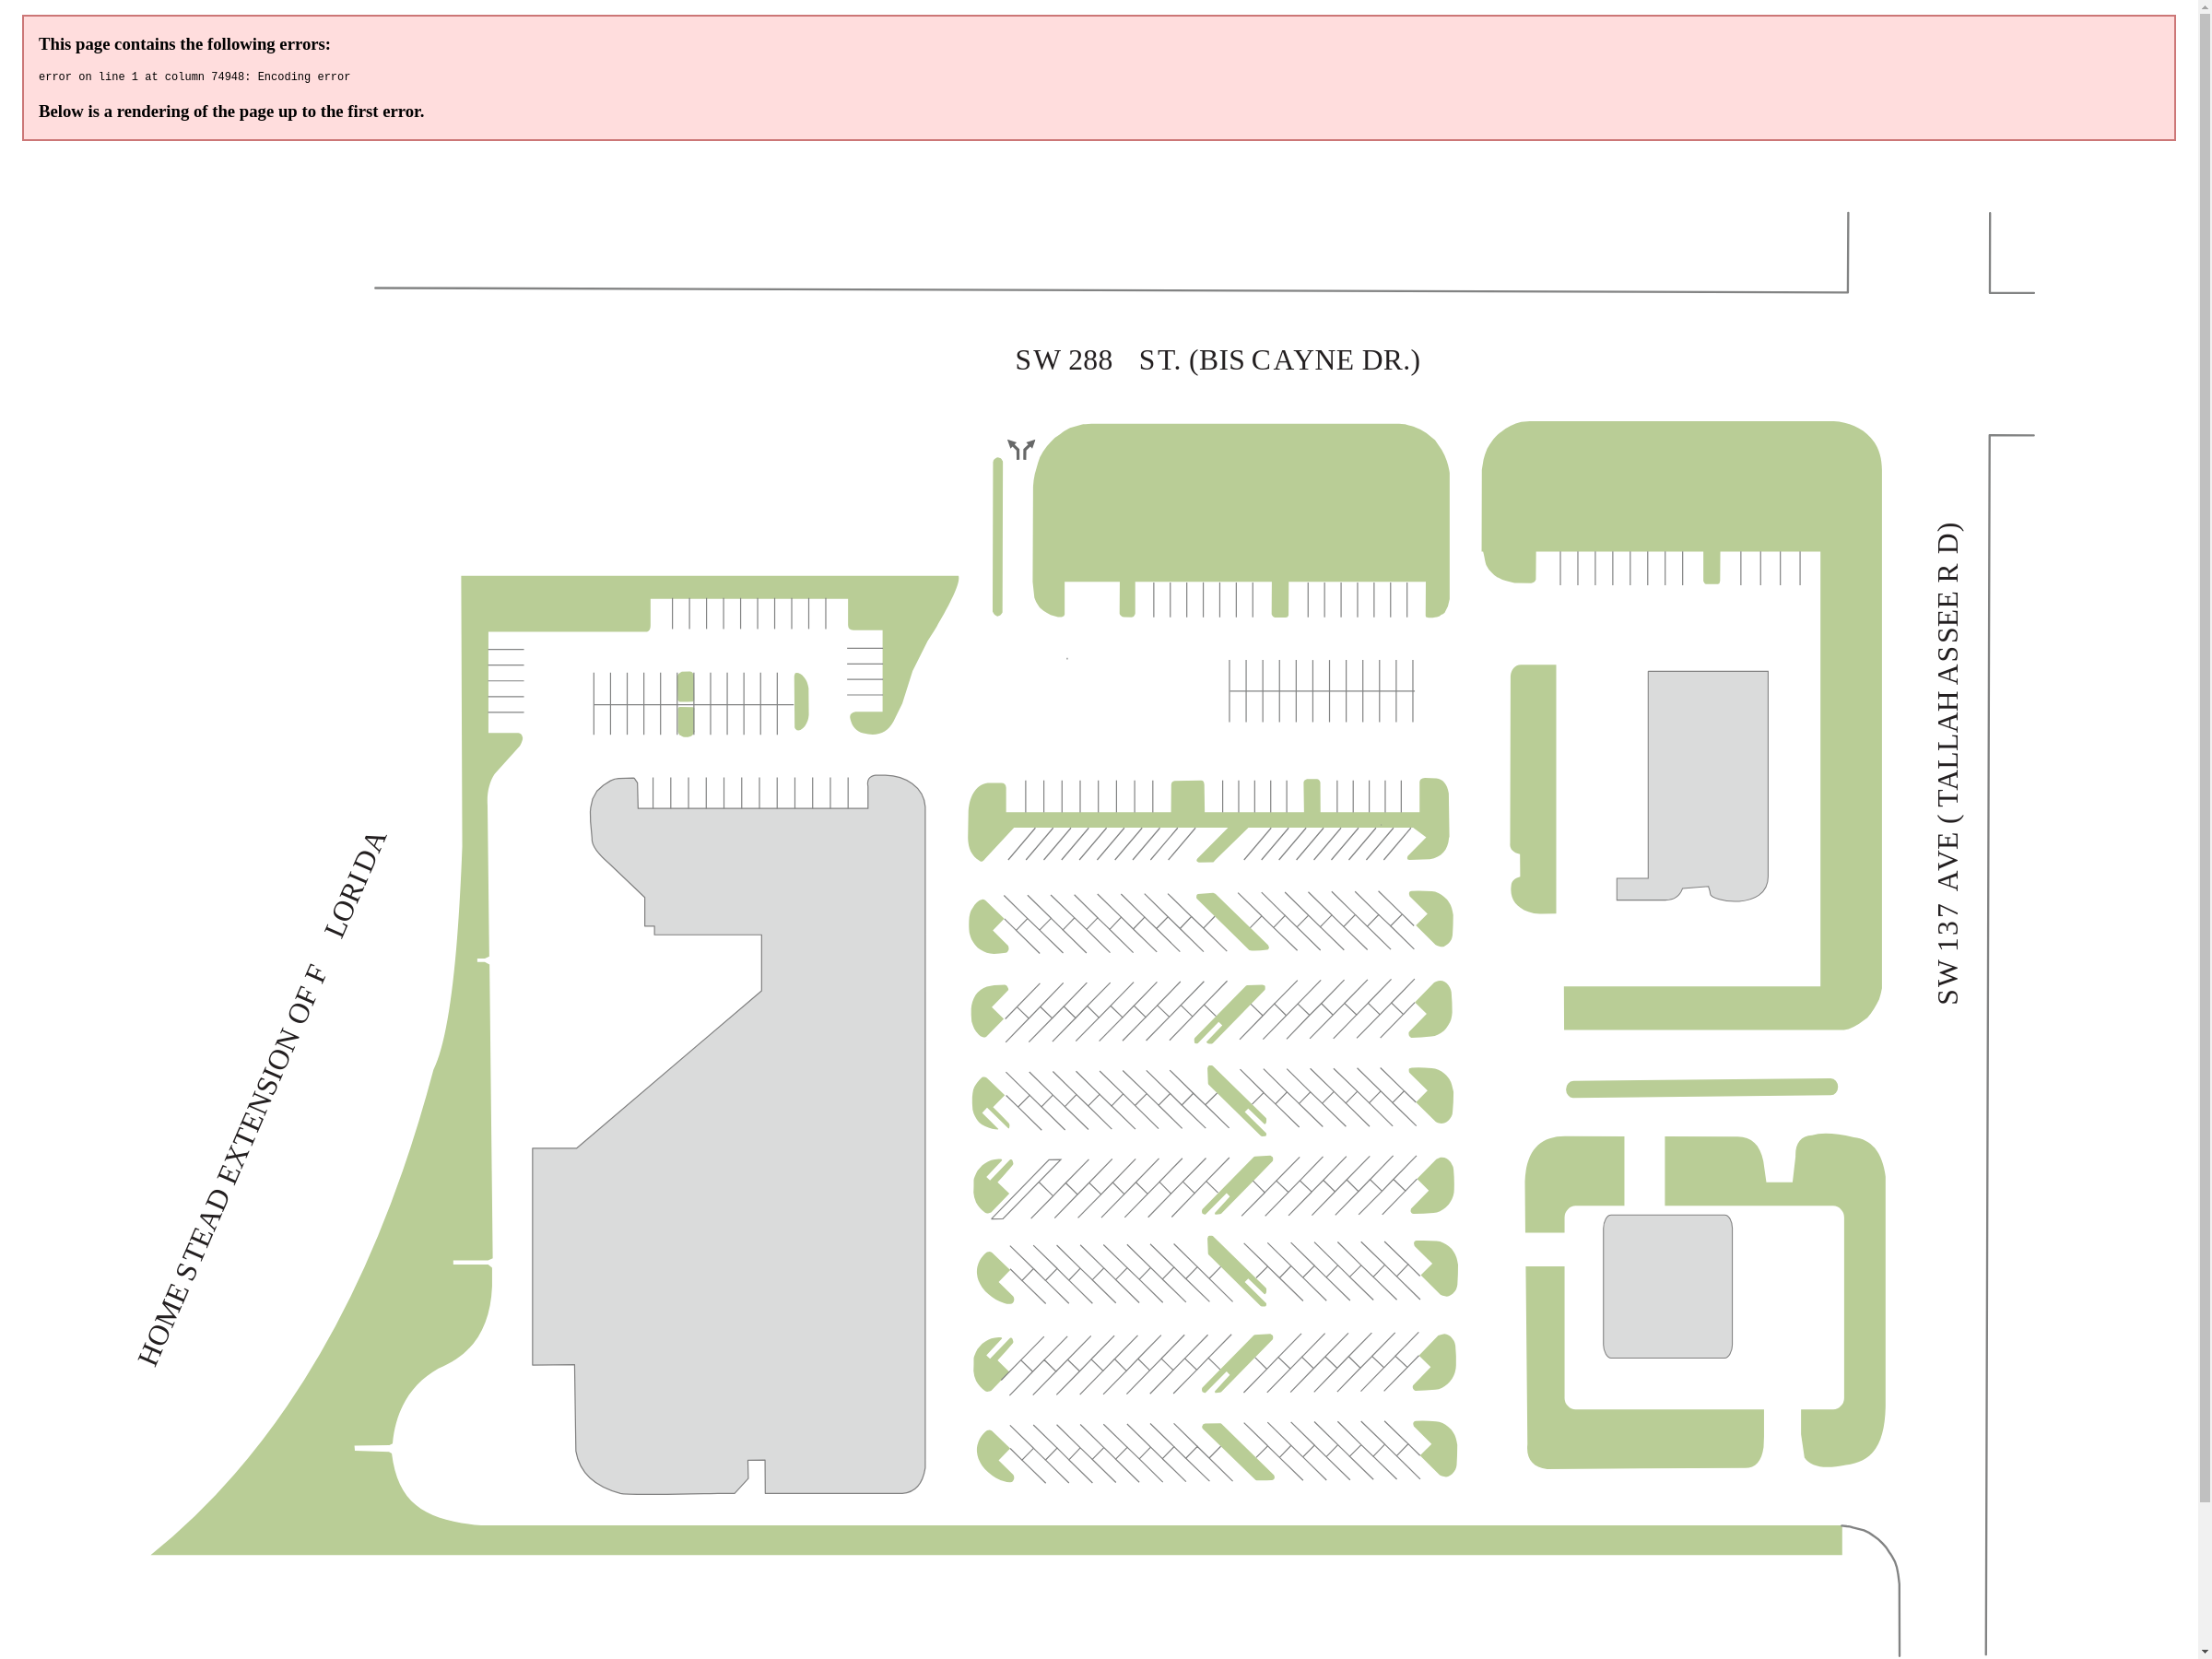 This page contains the following errors:
error on line 1 at column 74948: Encoding error
Below is a rendering of the page up to the first error.
SW 288 ST. (BIS CAYNE DR.)
SW 137 AVE ( TALLAH ASSEE R D)
HOME STEAD EXTENSION OF F LORIDA